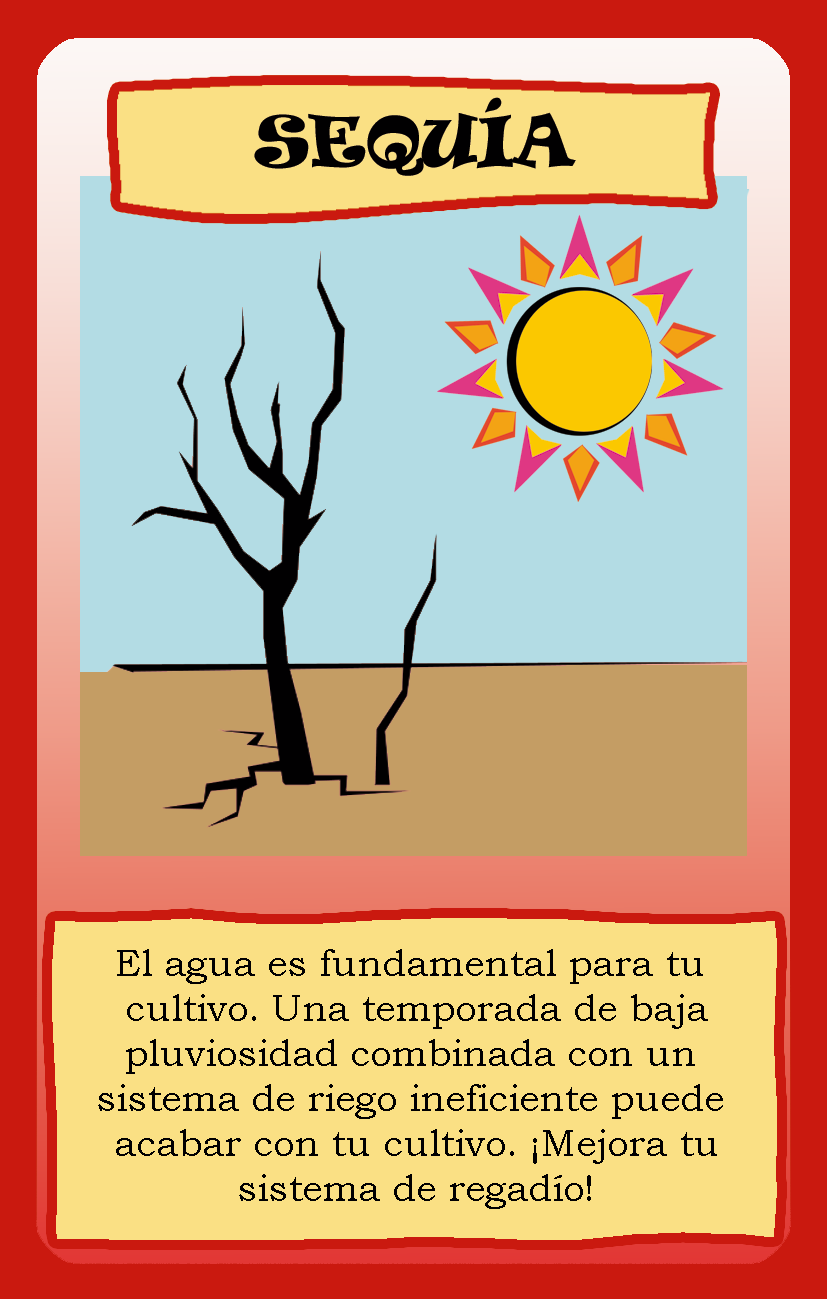 SEQUÍA
El agua es fundamental para tu
cultivo. Una temporada de baja
pluviosidad combinada con un
sistema de riego ineficiente puede
acabar con tu cultivo. ¡Mejora tu
sistema de regadío!